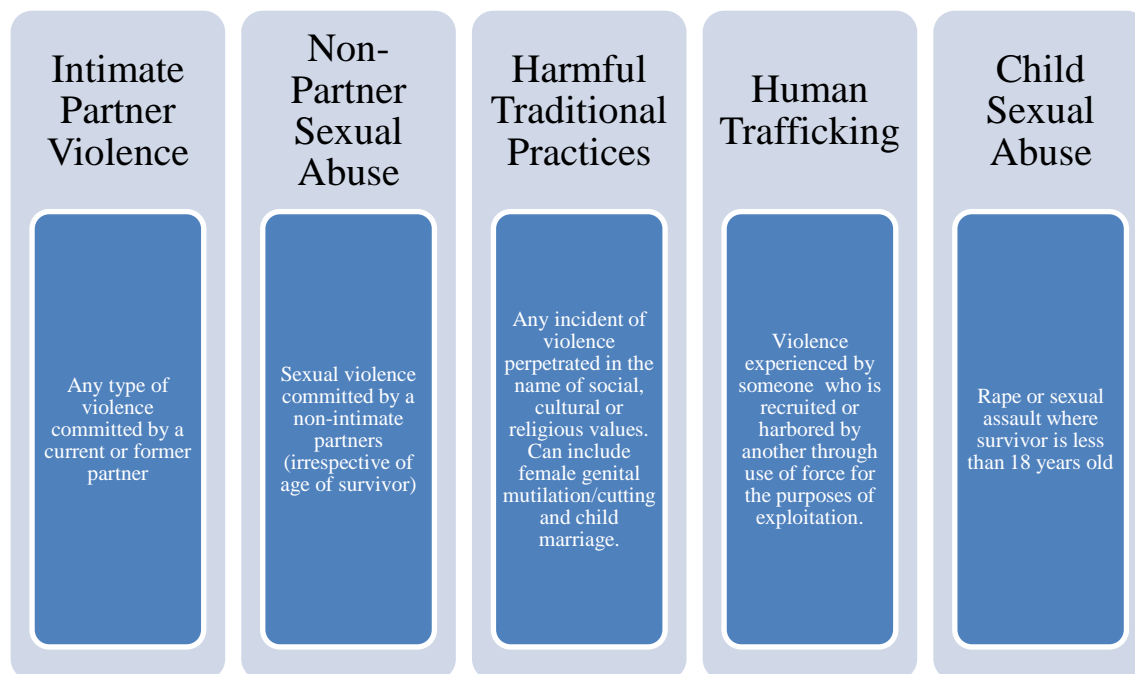 Intimate
Partner
Violence
Any type of
violence
committed by a
current or former
partner
Non-
Partner
Sexual
Abuse
Sexual violence
committed by a
non-intimate
partners
(irrespective of
age of survivor)
Harmful
Traditional
Practices
Any incident of
violence
perpetrated in the
name of social,
cultural or
religious values.
Can include
female genital
mutilation/cutting
and child
marriage.
Human
Trafficking
Violence
experienced by
someone  who is
recruited or
harbored by
another through
use of force for
the purposes of
exploitation.
Child
Sexual
Abuse
Rape or sexual
assault where
survivor is less
than 18 years old